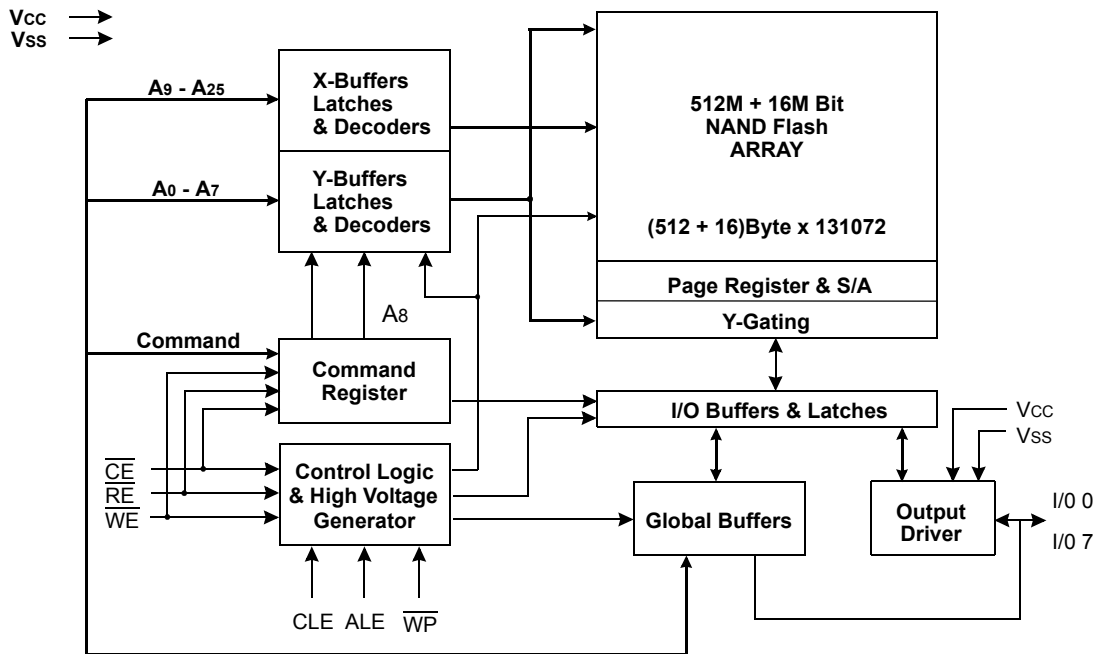 VCC
VSS
A9 - A25
X-Buffers
Latches
& Decoders
512M + 16M Bit
NAND Flash
ARRAY
A0 - A7
Y-Buffers
Latches
& Decoders
(512 + 16)Byte x 131072
Page Register & S/A
Y-Gating
A8
Command
Command
Register
I/O Buffers & Latches
VCC
VSS
CE
RE
WE
Control Logic
& High Voltage
Generator
Global Buffers
Output
Driver
I/0 0
I/0 7
CLE
ALE
WP